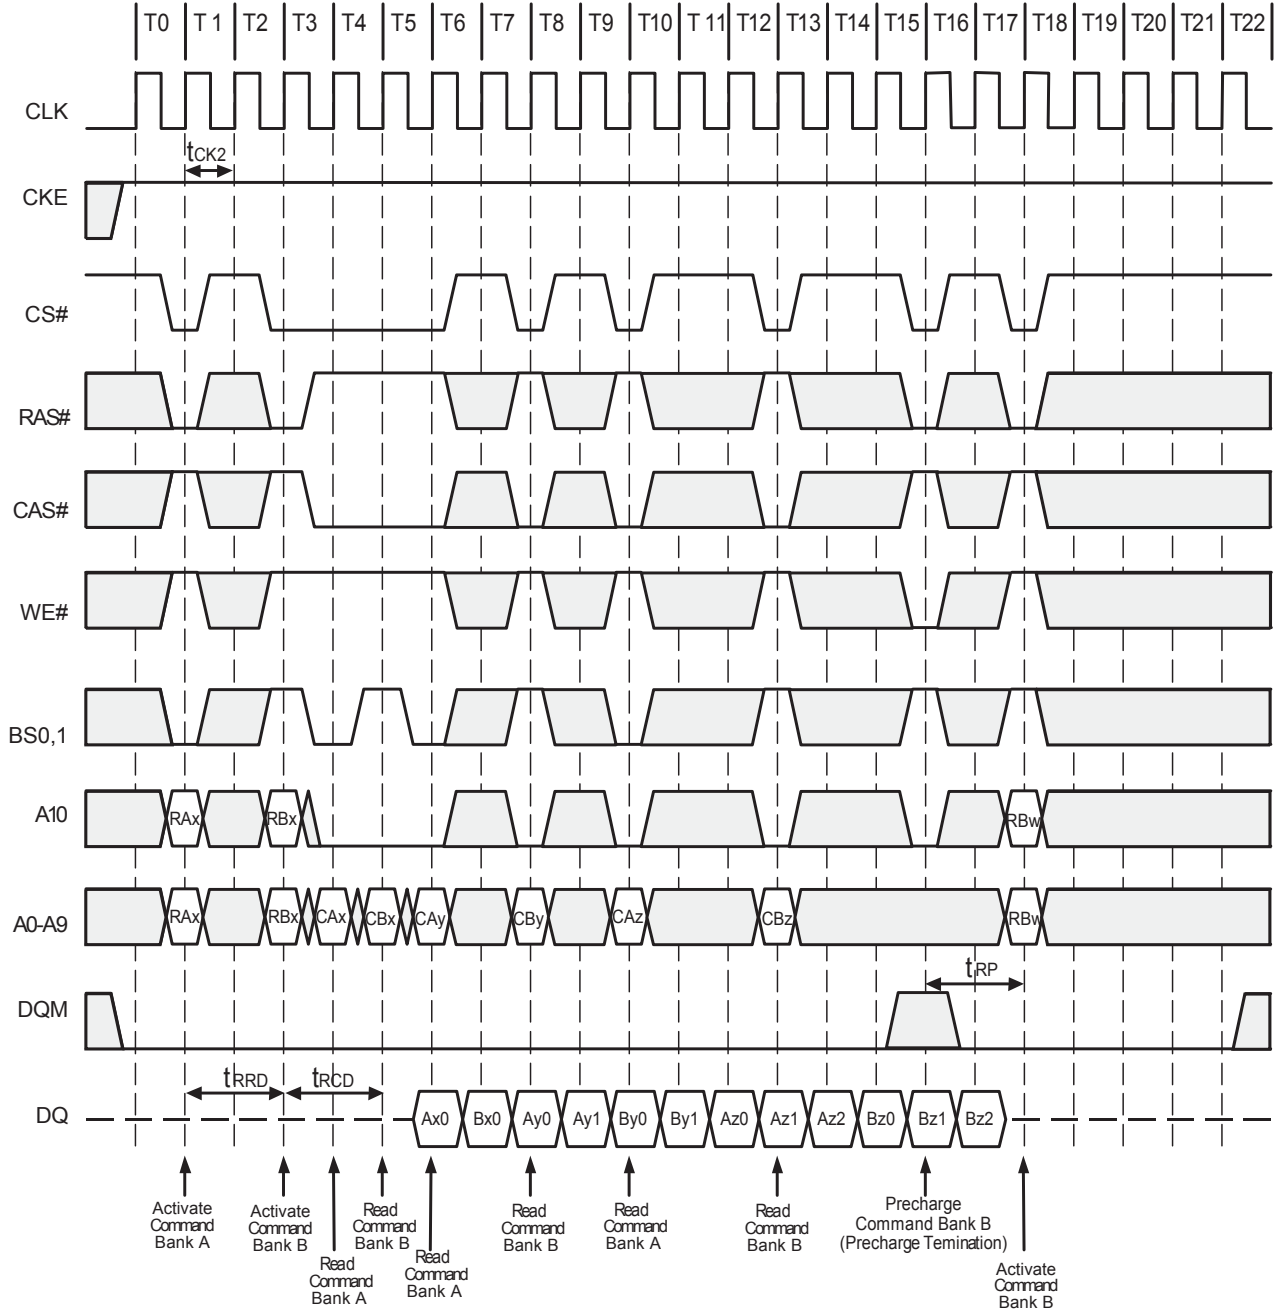 T0 T 1 T2 T3 T4 T5 T6 T7 T8 T9 T10 T 11 T12 T13 T14 T15 T16 T17 T18 T19 T20 T21 T22
CLK
tCK2
CKE
CS#
RAS#
CAS#
WE#
BS0,1
A10
RAx RBx RBw
A0-A9
RAx RBx CAx CBx CAy CBy CAz CBz RBw
tRP
DQM
tRRD tRCD
DQ
Ax0 Bx0 Ay0 Ay1 By0 By1 Az0 Az1 Az2 Bz0 Bz1 Bz2
Activate
Command
Bank A
Activate
Command
Bank B
Read
Command
Bank A
Read
Command
Bank B
Read
Command
Bank A
Read
Command
Bank B
Read
Command
Bank A
Read
Command
Bank B
Precharge
Command Bank B
(Precharge Temination)
Activate
Command
Bank B